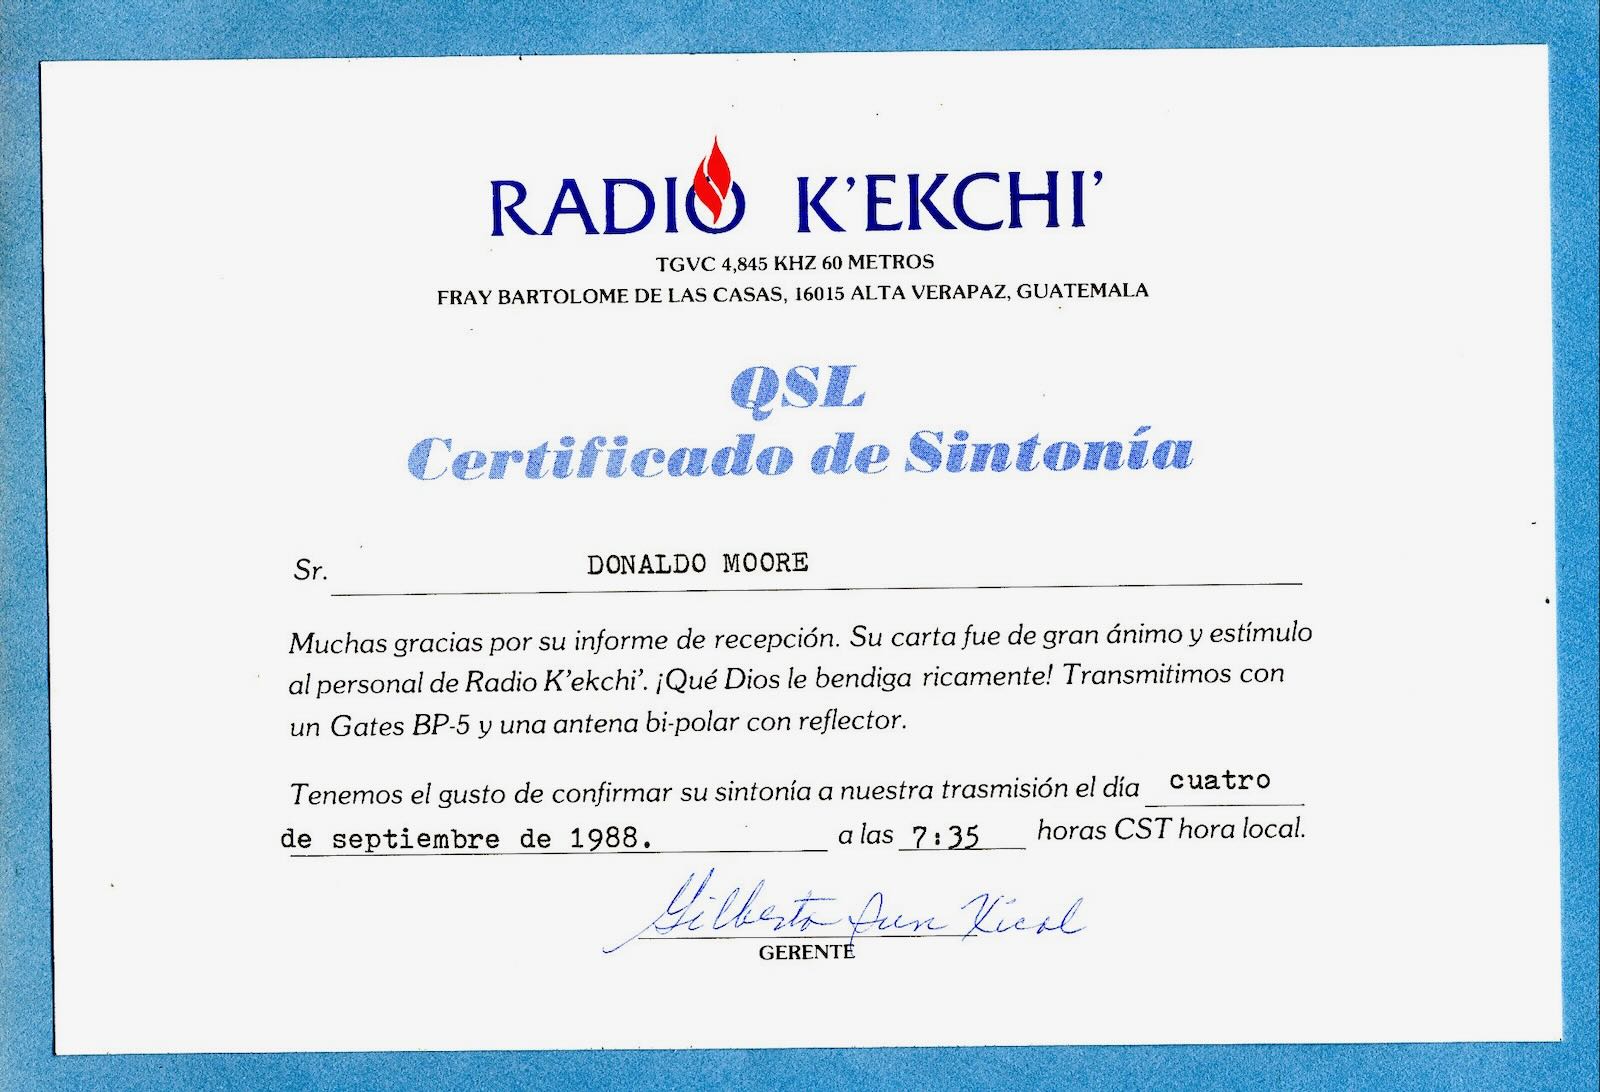 RADIO K'EKCHI'
TGVC 4,845 KHZ 60 METROS
FRAY BARTOLOME DE LAS CASAS, 16015 ALTA VERAPAZ, GUATEMALA
QSL
Certificado de Sintonía
Sr. DONALDO MOORE
Muchas gracias por su informe de recepción. Su carta fue de gran ánimo y estímulo
al personal de Radio K'ekchi'. ¡Qué Dios le bendiga ricamente! Transmitimos con
un Gates BP-5 y una antena bi-polar con reflector.
Tenemos el gusto de confirmar su sintonía a nuestra trasmisión el día cuatro
de septiembre de 1988. a las 7:35 horas CST hora local.
Gilberto Sun Xicol
GERENTE